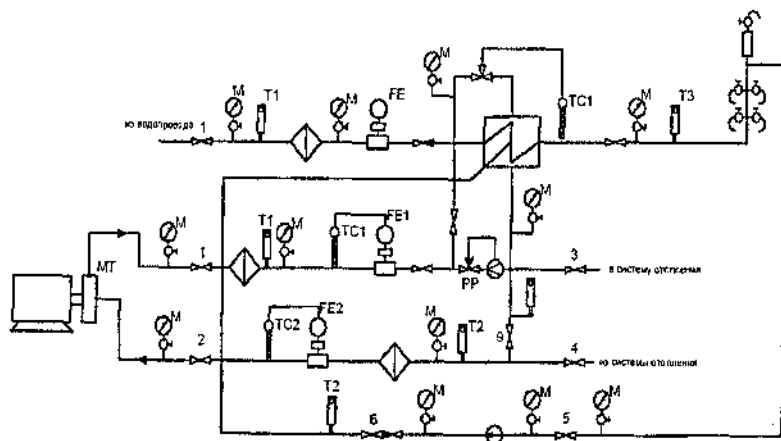 M
M
T1
M
FE
TC1
M
T3
из водопровода
1
M
M
T1
M
TC1
FE1
1
MT
PP
3
в систему отопления
M
2
TC2
FE2
M
T2
9
4
из системы отопления
T2
6
M
M
5
M